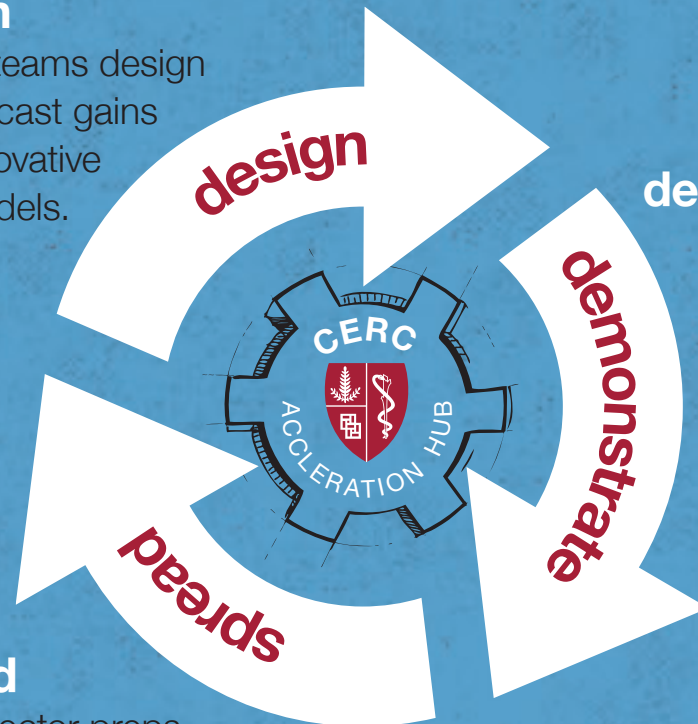 n
teams design
cast gains
ovative
dels.
design
de
demonstrate
CERC
ACCLERATION HUB
spread
d